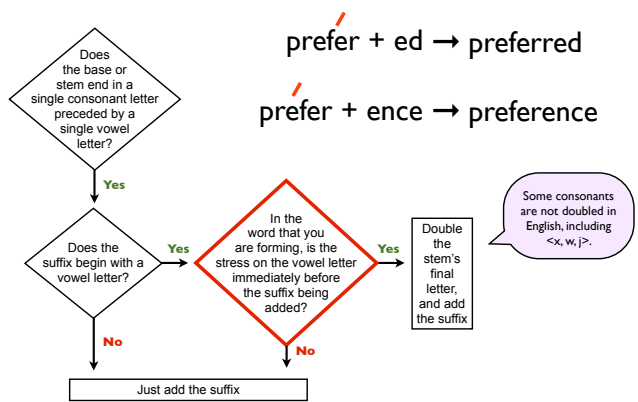 prefer + ed → preferred
prefer + ence → preference
Does
the base or
stem end in a
single consonant letter
preceded by a
single vowel
letter?
Yes
Does the
suffix begin with a
vowel letter?
Yes
In the
word that you
are forming, is the
stress on the vowel letter
immediately before
the suffix being
added?
Yes
Double
the
stem's
final
letter,
and add
the suffix
Some consonants
are not doubled in
English, including
<x, w, j>.
No
No
Just add the suffix